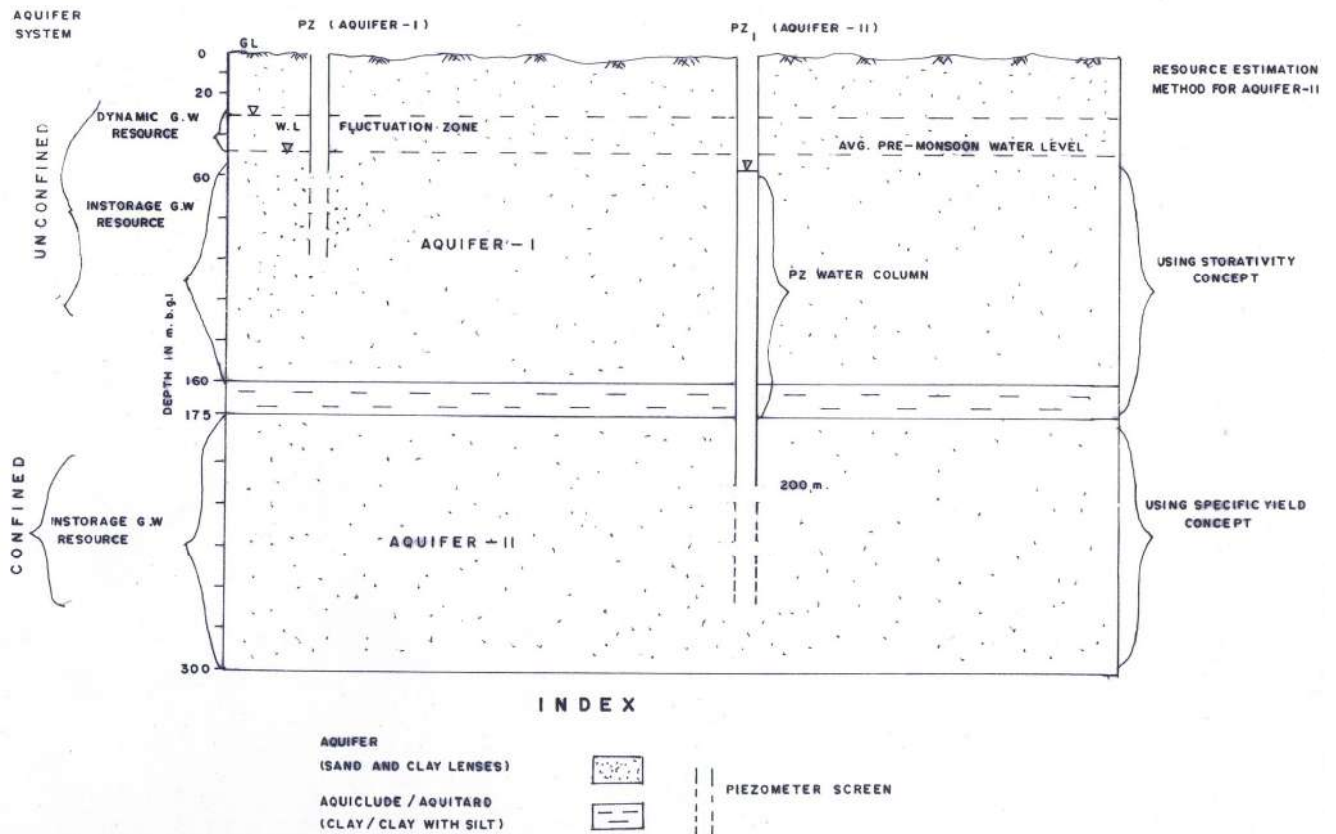 AQUIFER
SYSTEM
PZ (AQUIFER-I)
PZ I (AQUIFER-II)
GL
0
20
60
160
175
300
DEPTH IN m. b.g.l
RESOURCE ESTIMATION
METHOD FOR AQUIFER-II
DYNAMIC G.W
RESOURCE
W.L
FLUCTUATION ZONE
AVG. PRE-MONSOON WATER LEVEL
UNCONFINED
INSTORAGE G.W
RESOURCE
AQUIFER-I
PZ WATER COLUMN
USING STORATIVITY
CONCEPT
CONFINED
INSTORAGE G.W
RESOURCE
200 m.
AQUIFER-II
USING SPECIFIC YIELD
CONCEPT
INDEX
AQUIFER
(SAND AND CLAY LENSES)
AQUICLUDE / AQUITARD
(CLAY/CLAY WITH SILT)
PIEZOMETER SCREEN